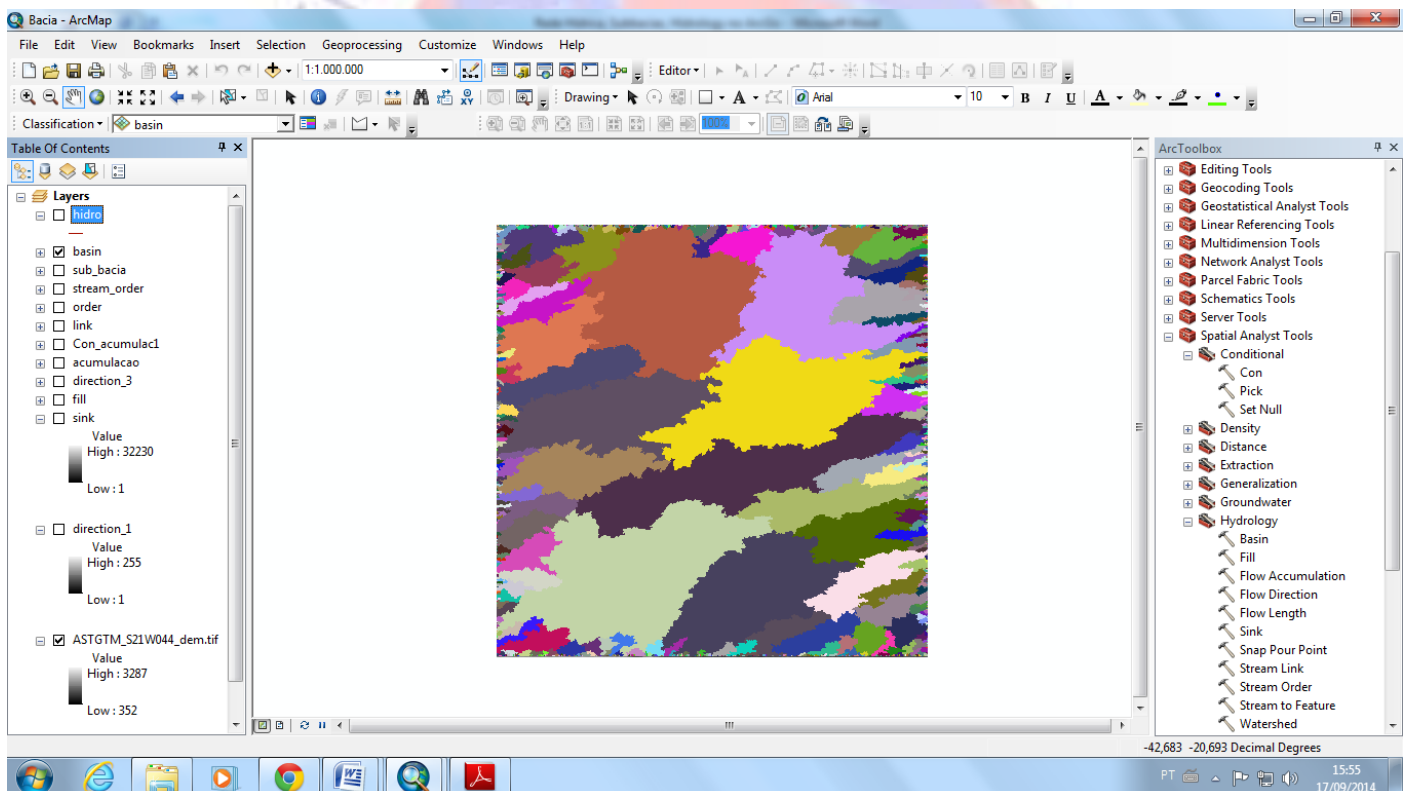 Bacia - ArcMap
File Edit View Bookmarks Insert Selection Geoprocessing Customize Windows Help
1:1.000.000
Editor
Drawing
A
Arial
10
B I U A
Classification
basin
100%
Table Of Contents
Layers
hidro
basin
sub_bacia
stream_order
order
link
Con_acumulac1
acumulacao
direction_3
fill
sink
Value
High : 32230
Low : 1
direction_1
Value
High : 255
Low : 1
ASTGTM_S21W044_dem.tif
Value
High : 3287
Low : 352
ArcToolbox
Editing Tools
Geocoding Tools
Geostatistical Analyst Tools
Linear Referencing Tools
Multidimension Tools
Network Analyst Tools
Parcel Fabric Tools
Schematics Tools
Server Tools
Spatial Analyst Tools
Conditional
Con
Pick
Set Null
Density
Distance
Extraction
Generalization
Groundwater
Hydrology
Basin
Fill
Flow Accumulation
Flow Direction
Flow Length
Sink
Snap Pour Point
Stream Link
Stream Order
Stream to Feature
Watershed
-42,683 -20,693 Decimal Degrees
PT
15:55
17/09/2014